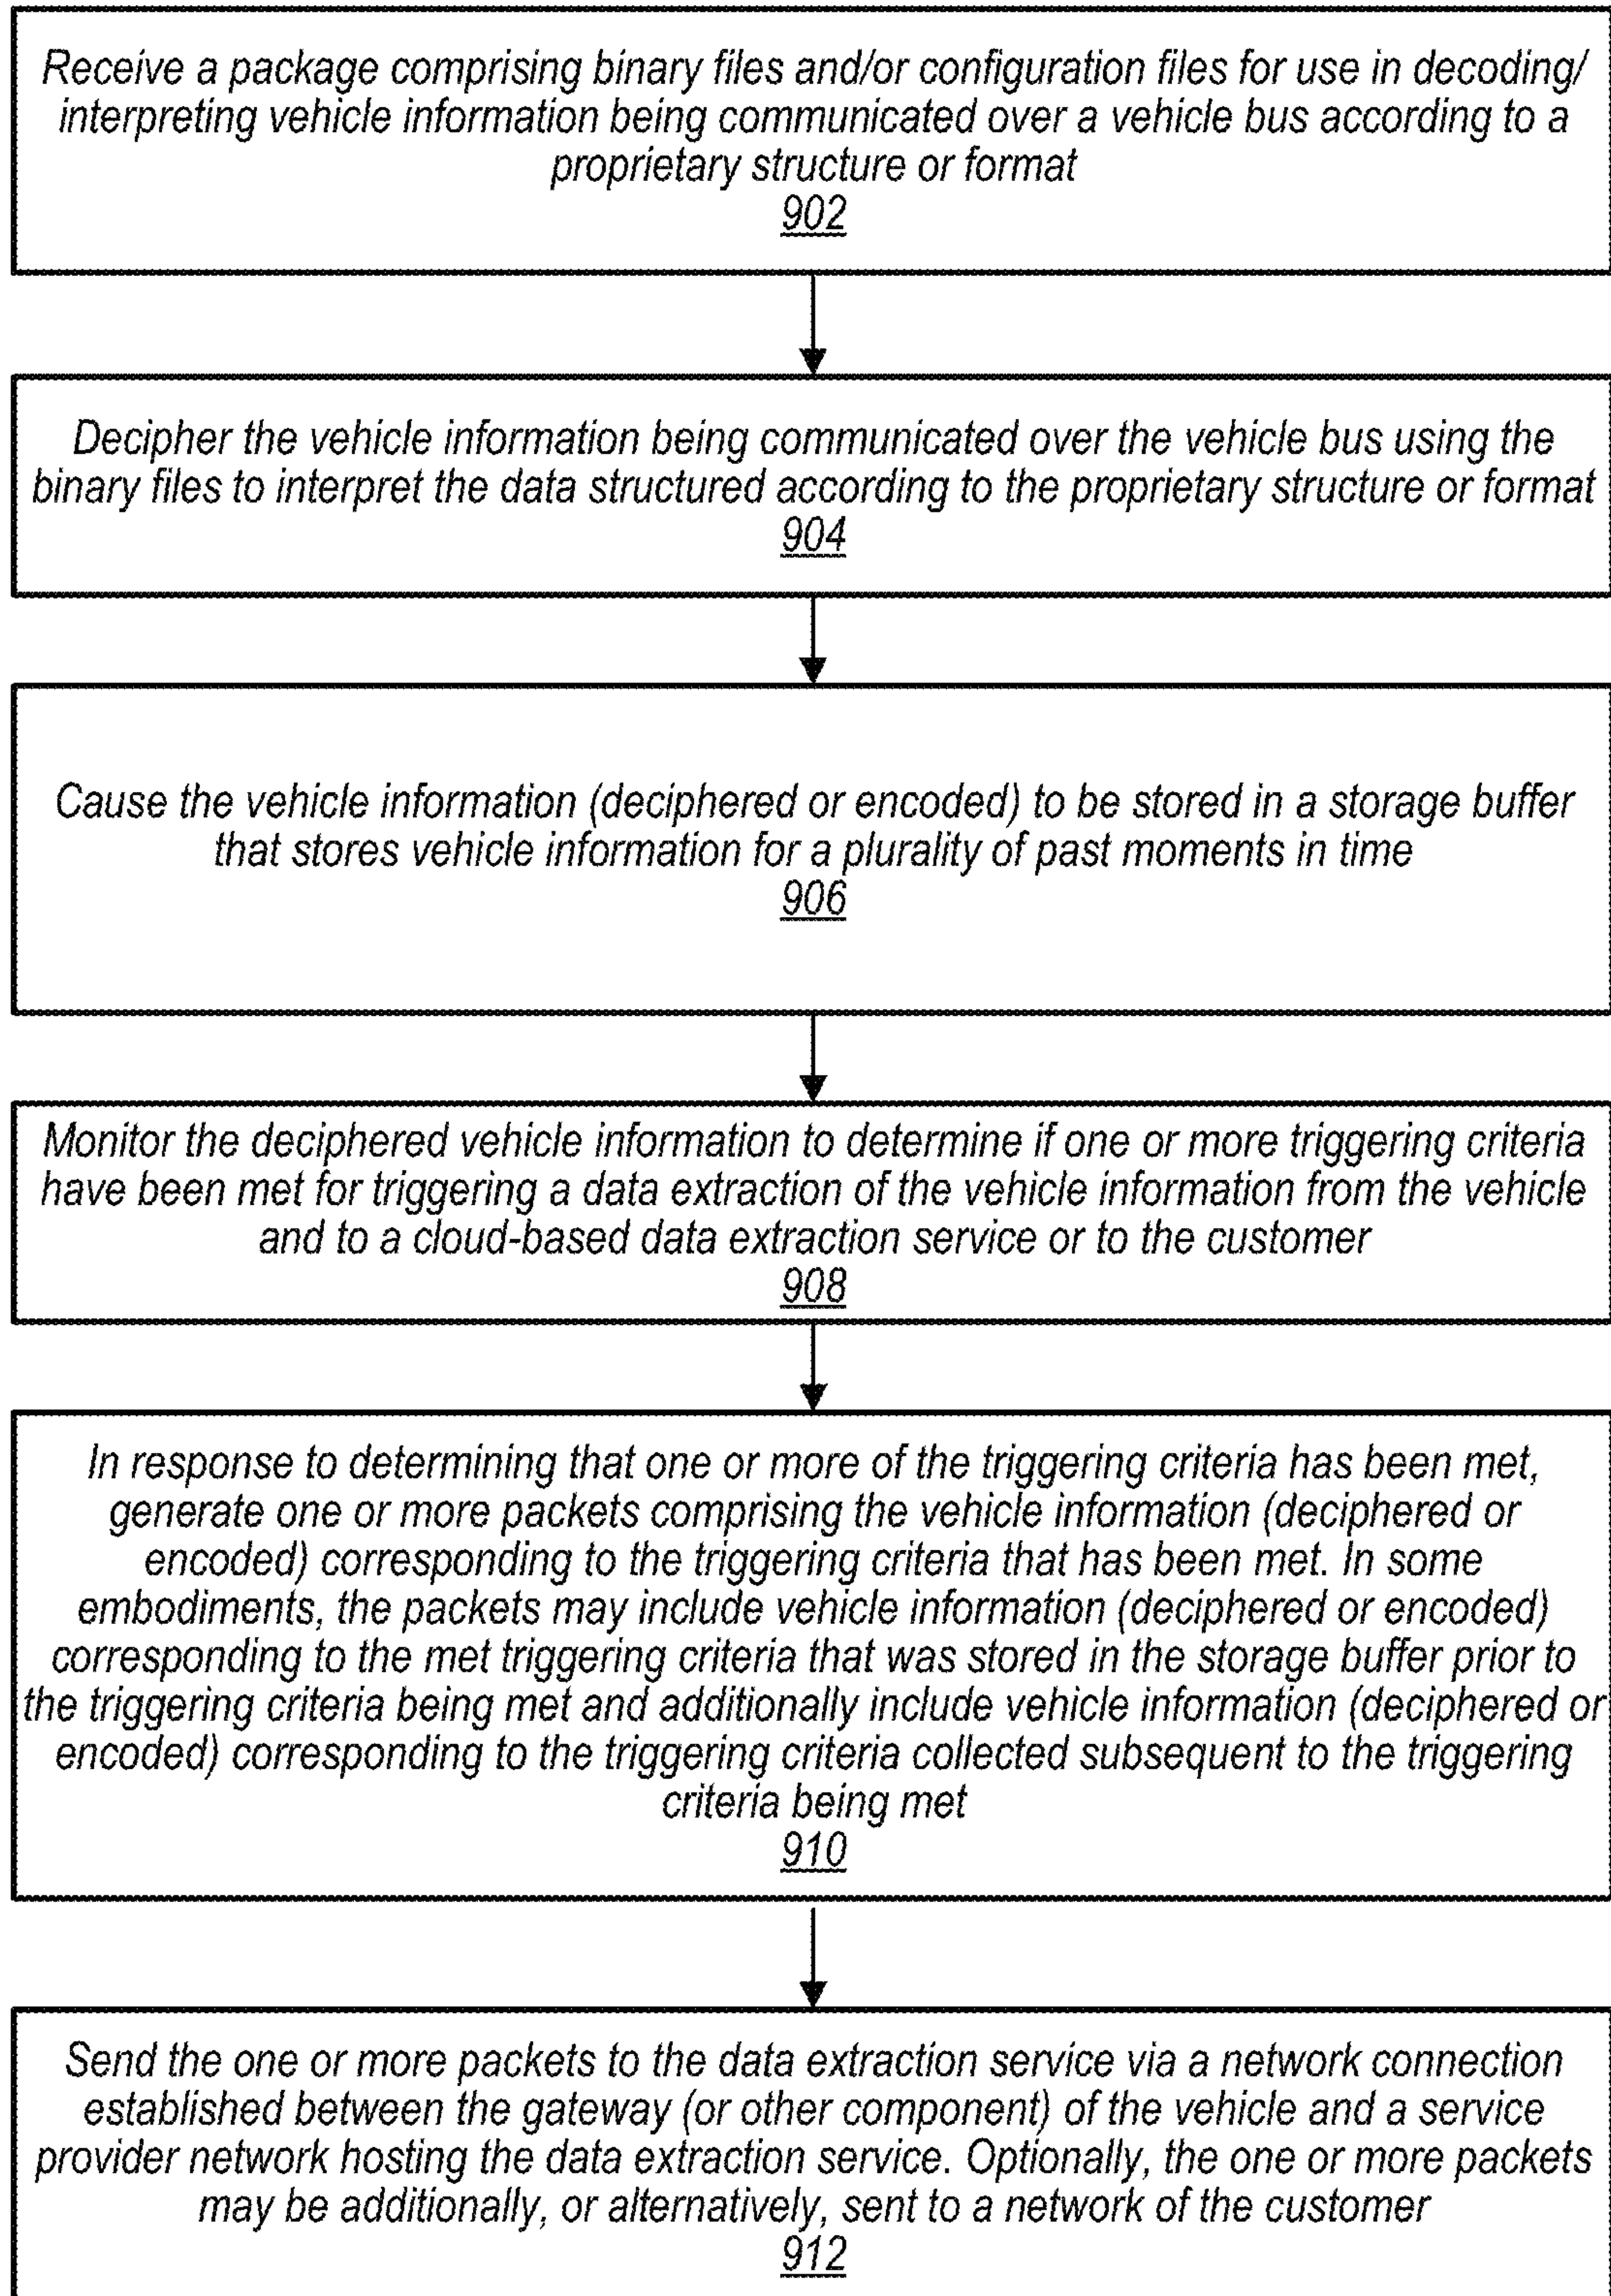 Receive a package comprising binary files and/or configuration files for use in decoding/
interpreting vehicle information being communicated over a vehicle bus according to a
proprietary structure or format
902
Decipher the vehicle information being communicated over the vehicle bus using the
binary files to interpret the data structured according to the proprietary structure or format
904
Cause the vehicle information (deciphered or encoded) to be stored in a storage buffer
that stores vehicle information for a plurality of past moments in time
906
Monitor the deciphered vehicle information to determine if one or more triggering criteria
have been met for triggering a data extraction of the vehicle information from the vehicle
and to a cloud-based data extraction service or to the customer
908
In response to determining that one or more of the triggering criteria has been met,
generate one or more packets comprising the vehicle information (deciphered or
encoded) corresponding to the triggering criteria that has been met. In some
embodiments, the packets may include vehicle information (deciphered or encoded)
corresponding to the met triggering criteria that was stored in the storage buffer prior to
the triggering criteria being met and additionally include vehicle information (deciphered or
encoded) corresponding to the triggering criteria collected subsequent to the triggering
criteria being met
910
Send the one or more packets to the data extraction service via a network connection
established between the gateway (or other component) of the vehicle and a service
provider network hosting the data extraction service. Optionally, the one or more packets
may be additionally, or alternatively, sent to a network of the customer
912